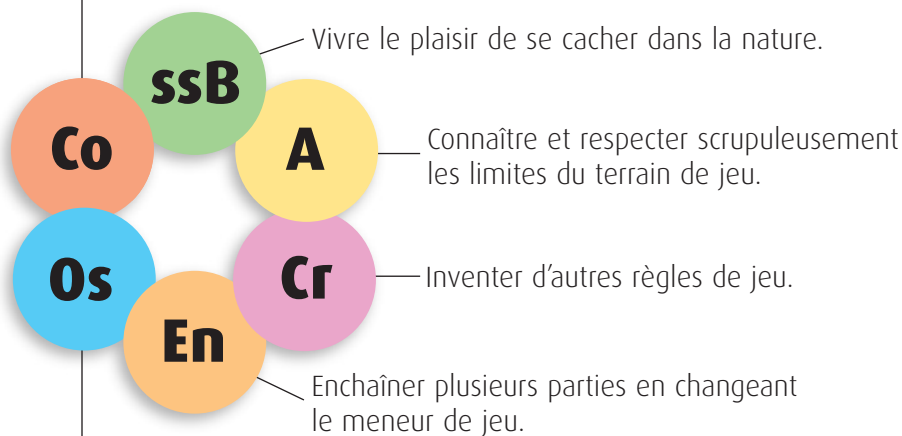 ssB
Vivre le plaisir de se cacher dans la nature.
Co
A
Connaître et respecter scrupuleusement
les limites du terrain de jeu.
Os
Cr
Inventer d’autres règles de jeu.
En
Enchaîner plusieurs parties en changeant
le meneur de jeu.